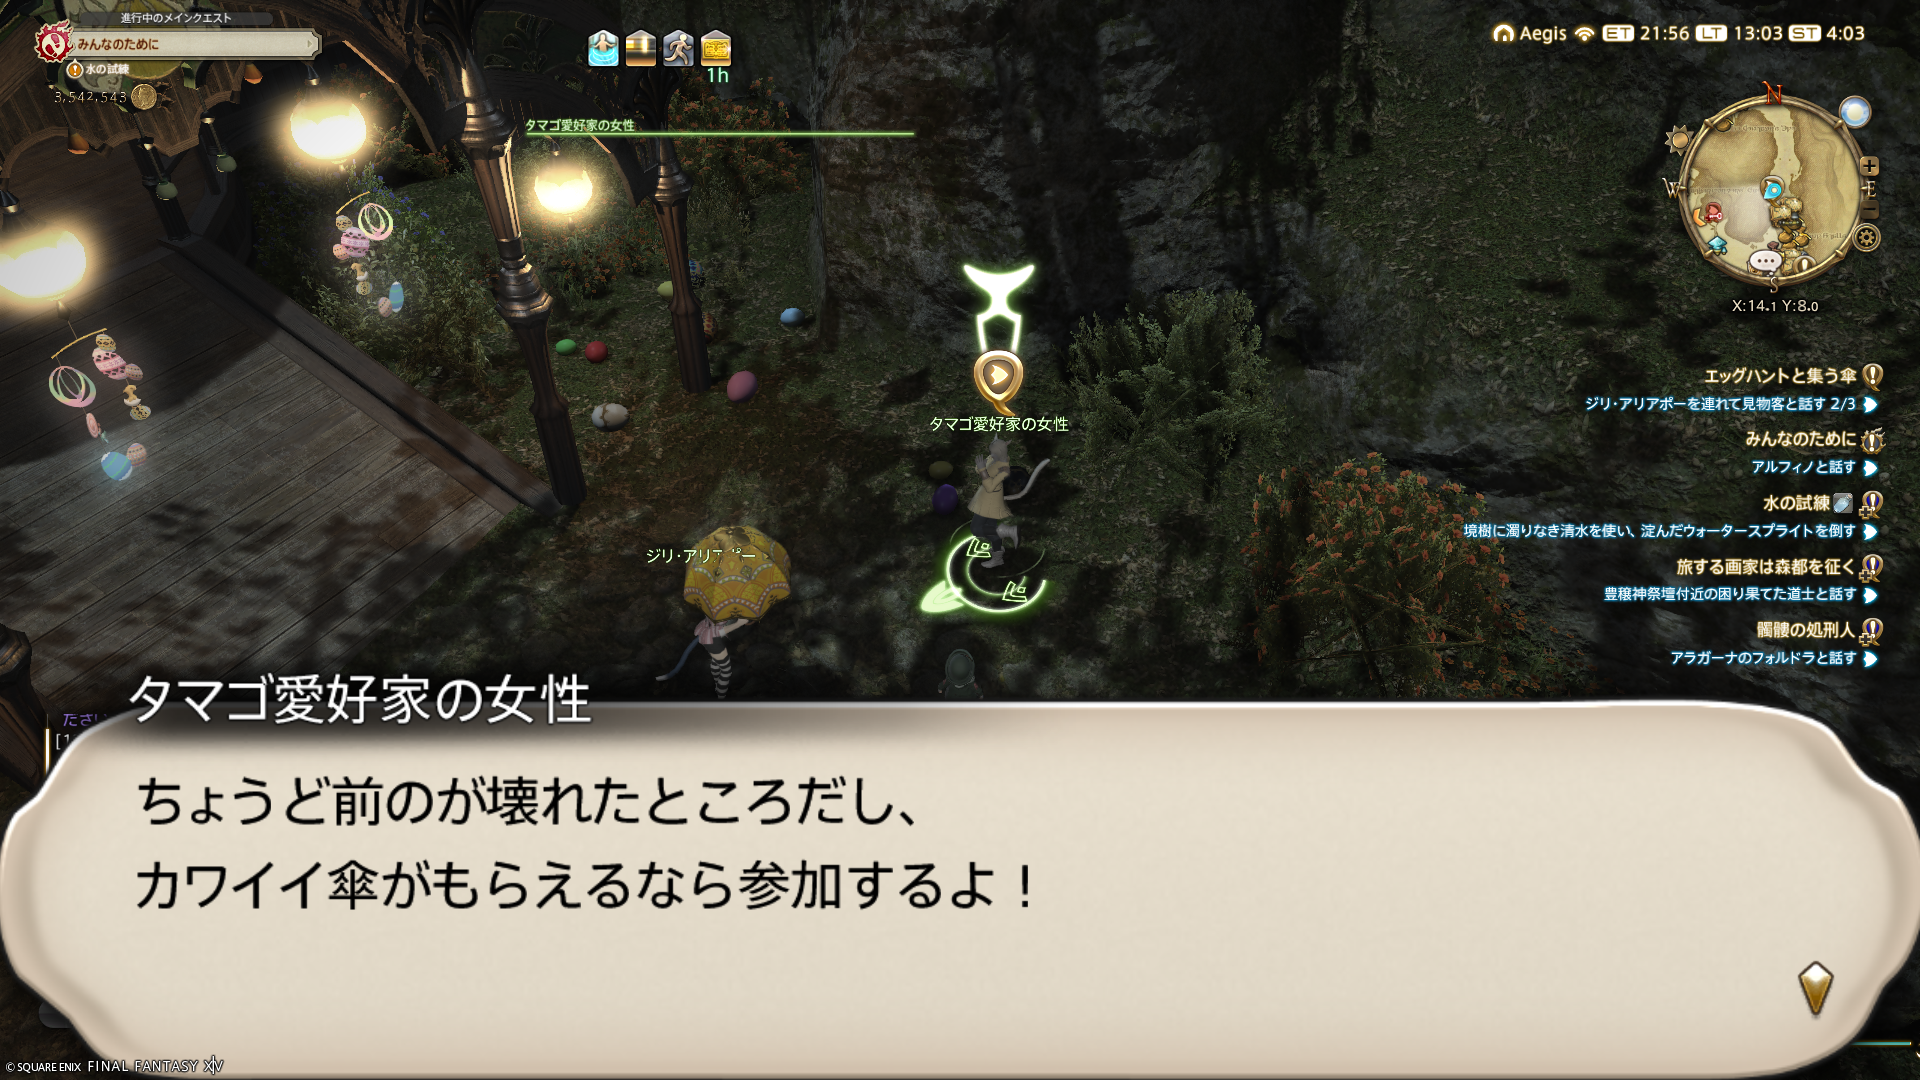 進行中のメインクエスト
みんなのために
水の試練
3,542,543
1h
Aegis ET 21:56 LT 13:03 ST 4:03
タマゴ愛好家の女性
N
W
E
S
X:14.1 Y:8.0
エッグハントと集う傘
ジリ・アリアポーを連れて見物客と話す 2/3
みんなのために
アルフィノと話す
水の試練
境樹に濁りなき清水を使い、淀んだウォータースプライトを倒す
旅する画家は森都を征く
豊穣神祭壇付近の困り果てた道士と話す
髑髏の処刑人
アラガーナのフォルドラと話す
タマゴ愛好家の女性
タマゴ愛好家の女性
ちょうど前のが壊れたところだし、
カワイイ傘がもらえるなら参加するよ！
© SQUARE ENIX FINAL FANTASY XIV